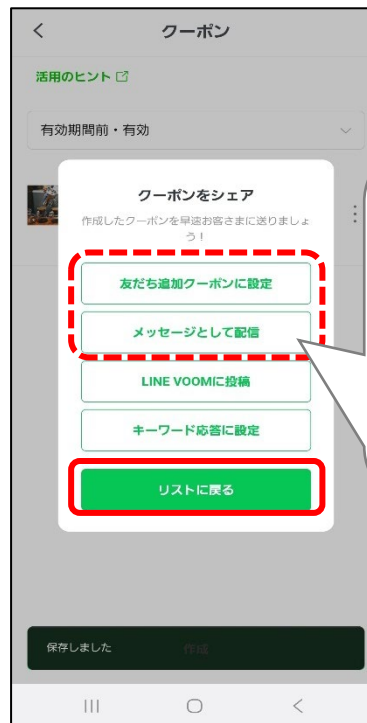 クーポン
活用のヒント
有効期間前・有効
クーポンをシェア
作成したクーポンを早速お客さまに送りましょ
う！
友だち追加クーポンに設定
メッセージとして配信
LINE VOOMに投稿
キーワード応答に設定
リストに戻る
保存しました
作成